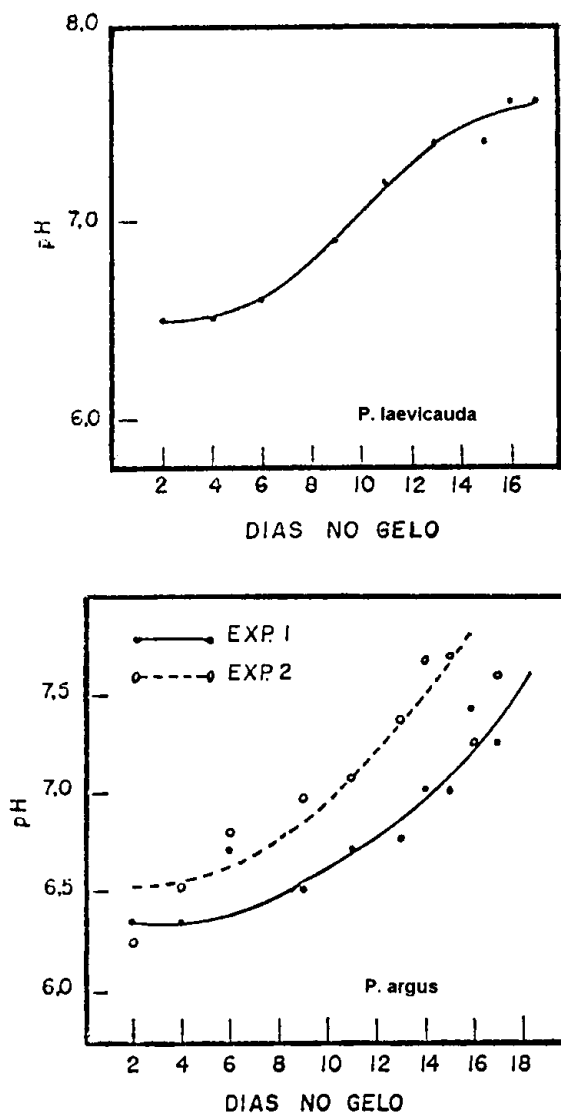 8,0
7,0
pH
6,0
P. laevicauda
2 4 6 8 10 12 14 16
DIAS NO GELO
EXP. 1
EXP. 2
7,5
7,0
pH
6,5
6,0
P. argus
2 4 6 8 10 12 14 16 18
DIAS NO GELO